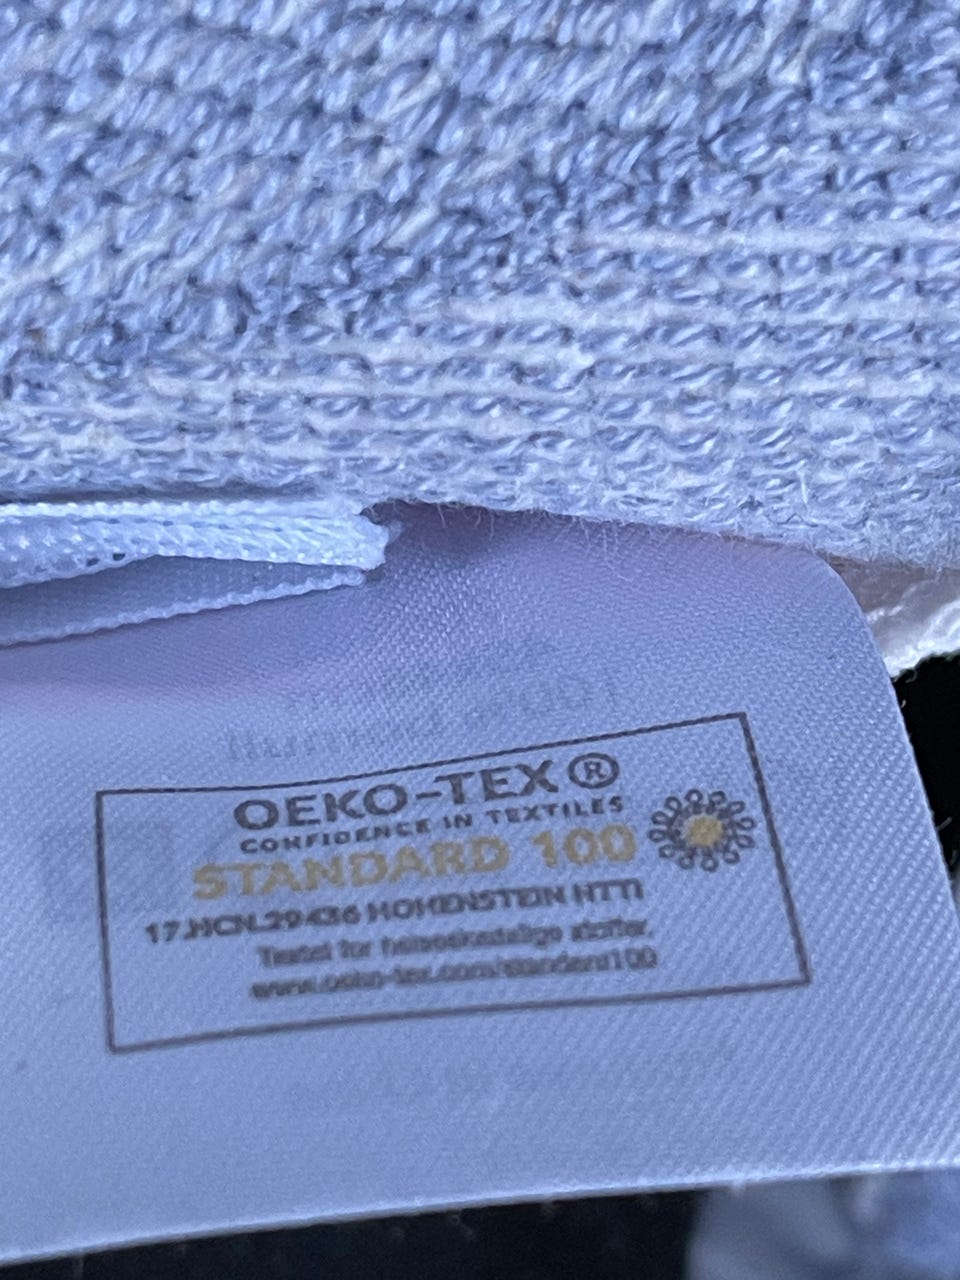 OEKO-TEX®
CONFIDENCE IN TEXTILES
STANDARD 100
17.HCN.29436 HOHENSTEIN HTTI
Testet for helseskadelige stoffer.
www.oeko-tex.com/standard100